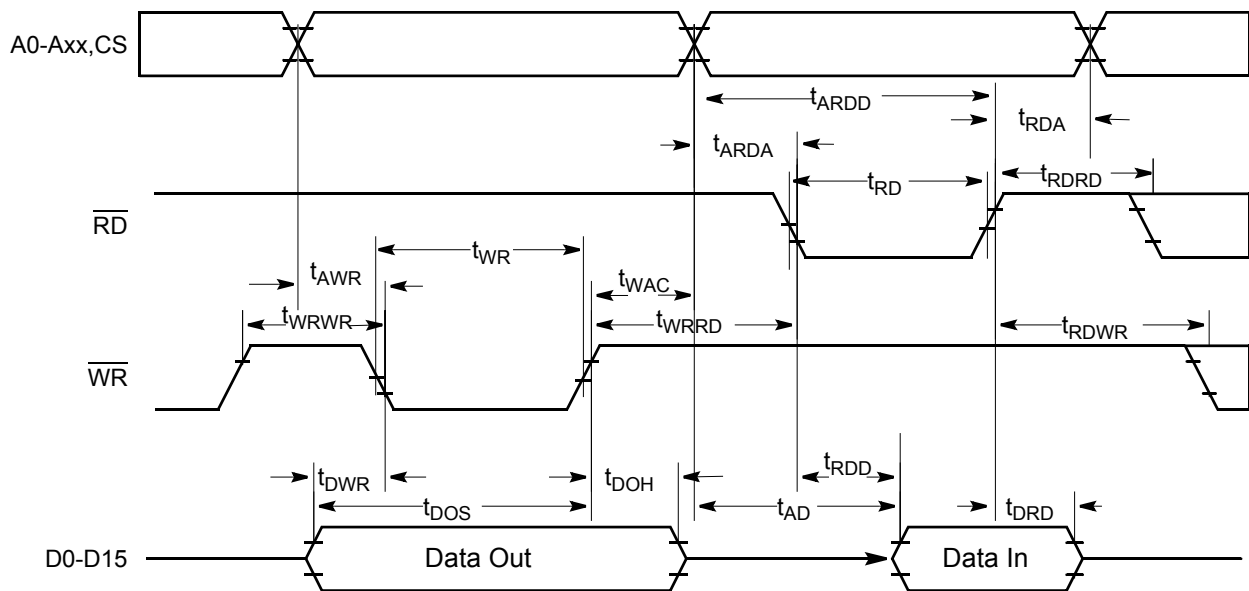 A0-Axx,CS
tARDD
tRDA
tARDA
tRD
tRDRD
RD
tWR
tAWR
tWAC
tWRWR
tWRRD
tRDWR
WR
tRDD
tDWR
tDOH
tDOS
tAD
tDRD
D0-D15
Data Out
Data In